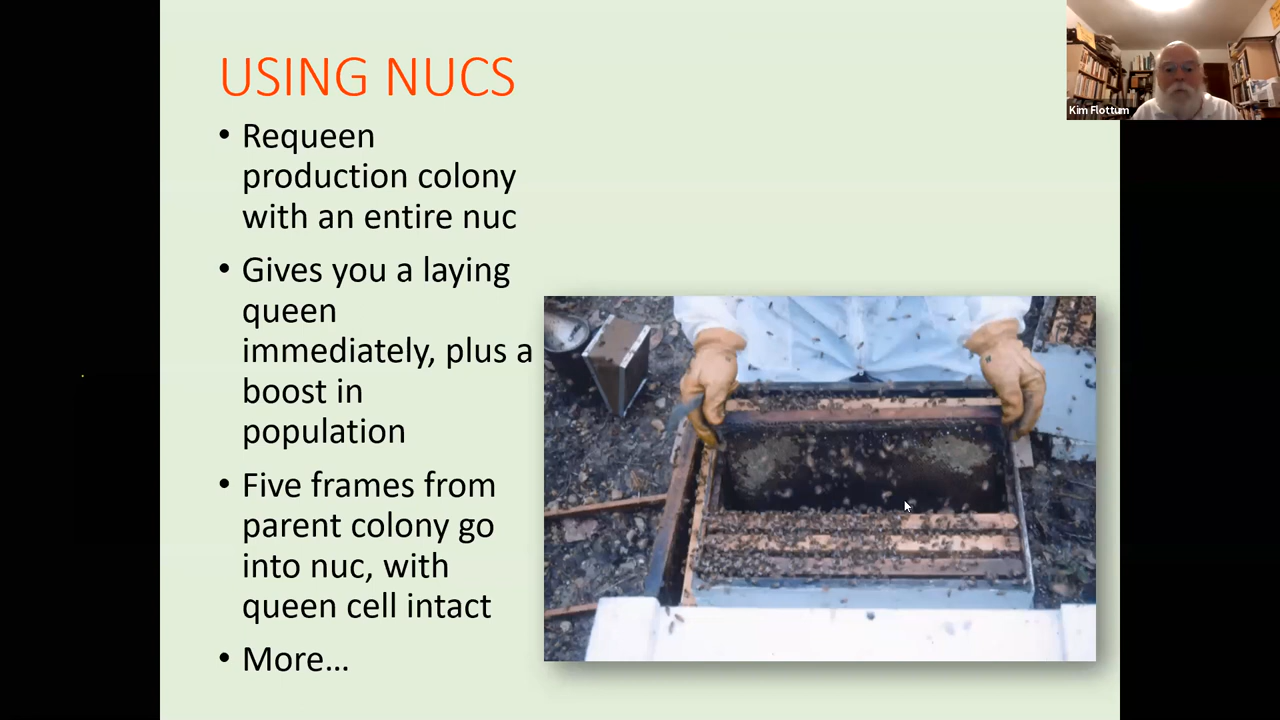 USING NUCS
Kim Flottum
• Requeen
production colony
with an entire nuc
• Gives you a laying
queen
immediately, plus a
boost in
population
• Five frames from
parent colony go
into nuc, with
queen cell intact
• More...